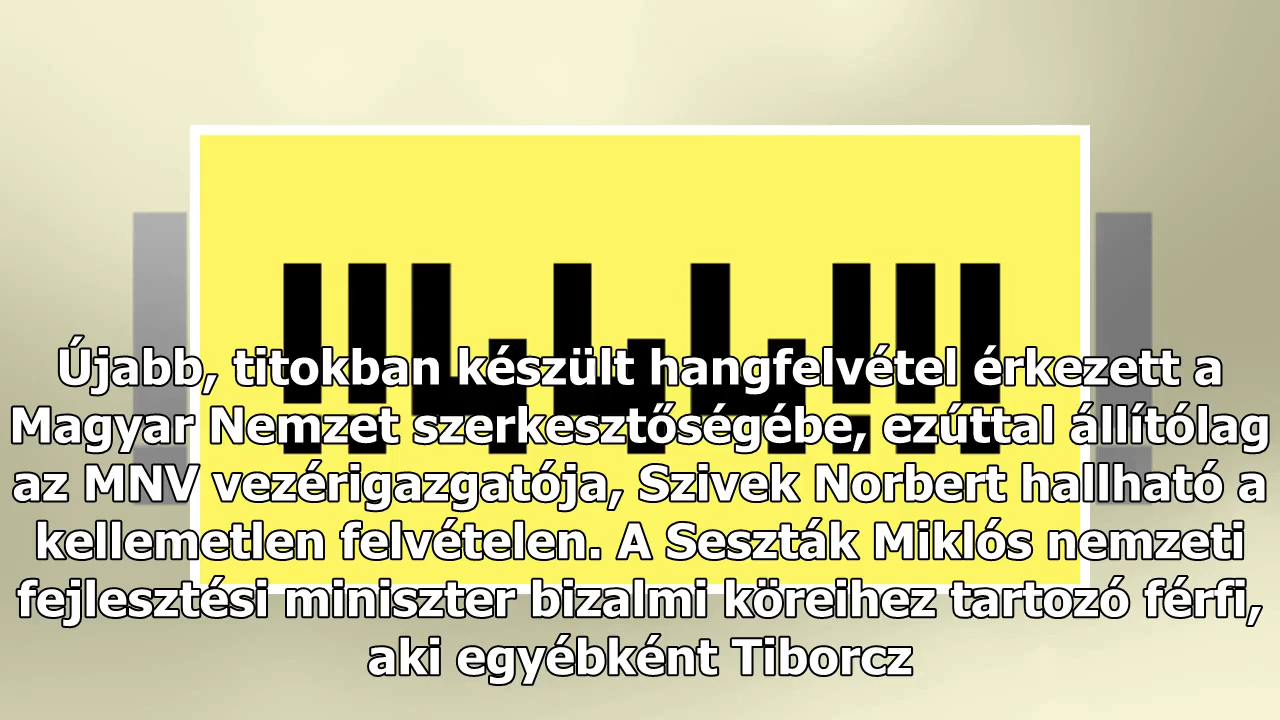 Újabb, titokban készült hangfelvétel érkezett a
Magyar Nemzet szerkesztőségébe, ezúttal állítólag
az MNV vezérigazgatója, Szivek Norbert hallható a
kellemetlen felvételen. A Seszták Miklós nemzeti
fejlesztési miniszter bizalmi köreihez tartozó férfi,
aki egyébként Tiborcz